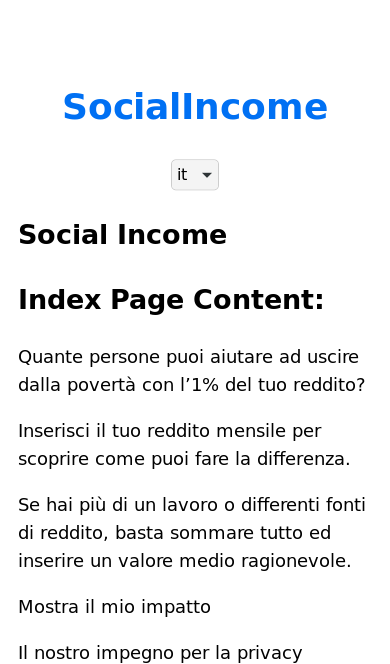 SocialIncome
it
Social Income
Index Page Content:
Quante persone puoi aiutare ad uscire
dalla povertà con l’1% del tuo reddito?
Inserisci il tuo reddito mensile per
scoprire come puoi fare la differenza.
Se hai più di un lavoro o differenti fonti
di reddito, basta sommare tutto ed
inserire un valore medio ragionevole.
Mostra il mio impatto
Il nostro impegno per la privacy